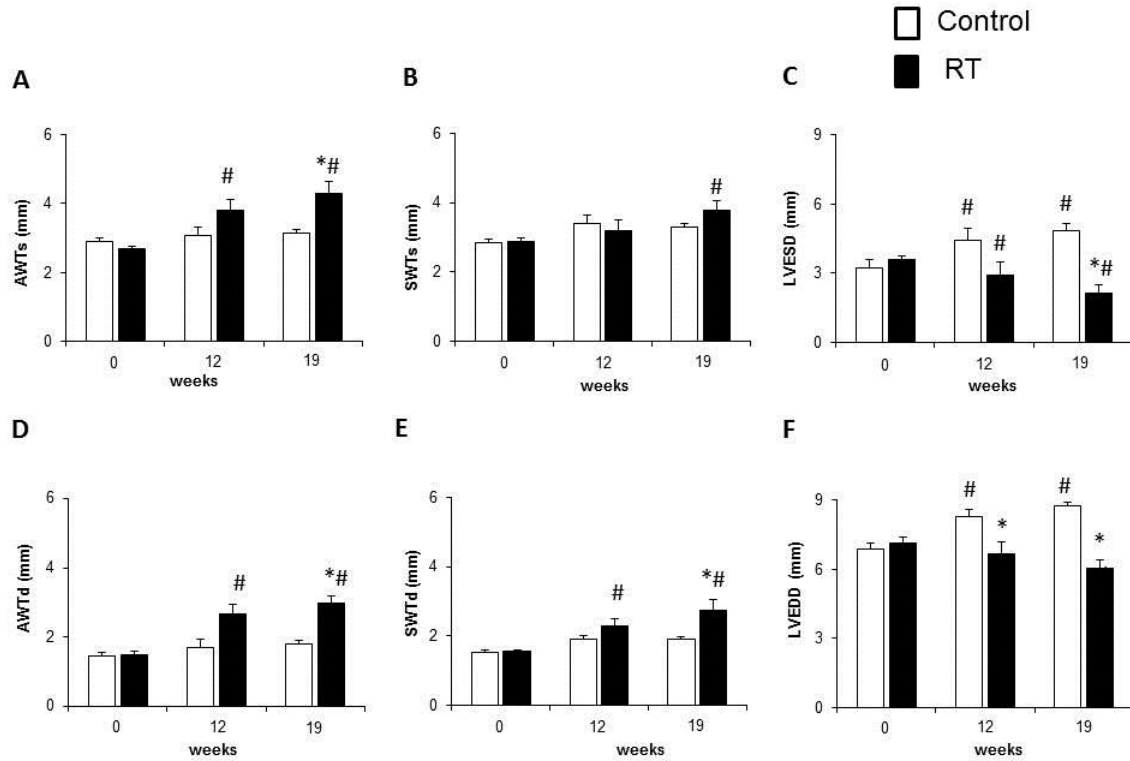 Control
RT
A
6
4
2
0
AWTs (mm)
#
*#
0 12 19
weeks
B
6
4
2
0
SWTs (mm)
#
0 12 19
weeks
C
9
6
3
0
LVESD (mm)
# #
#
*#
0 12 19
weeks
D
6
4
2
0
AWTd (mm)
#
*#
0 12 19
weeks
E
6
4
2
0
SWTd (mm)
#
*#
0 12 19
weeks
F
9
6
3
0
LVEDD (mm)
# #
* *
0 12 19
weeks